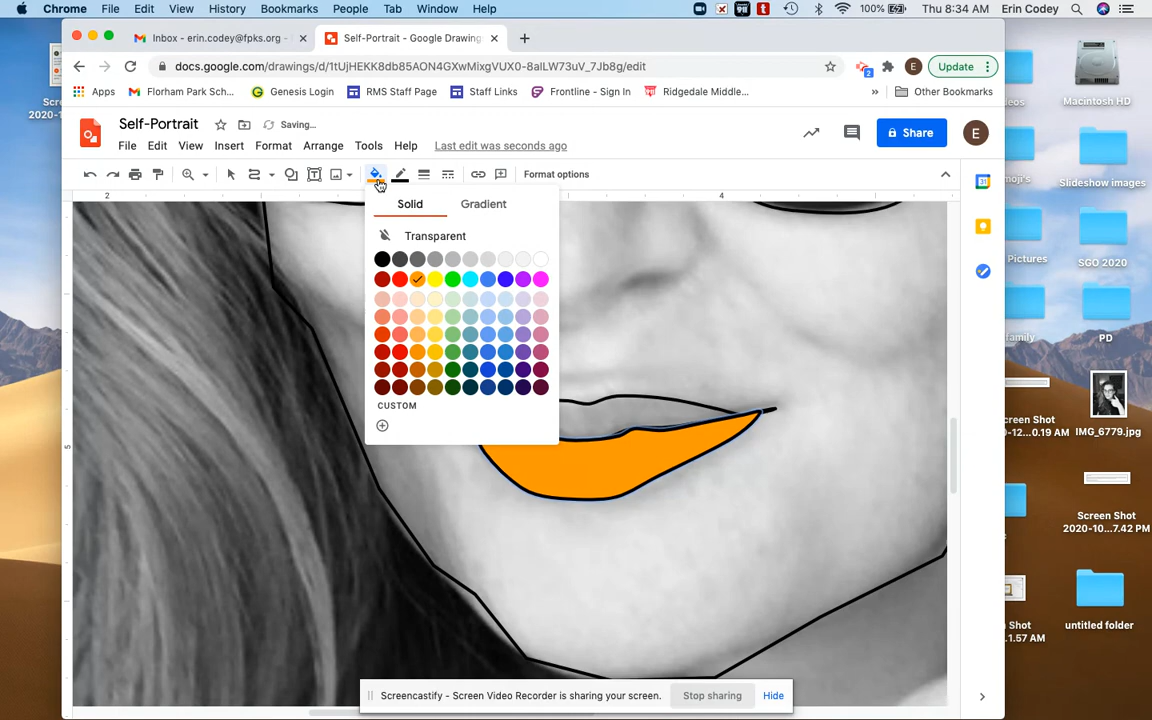 Chrome File Edit View History Bookmarks People Tab Window Help 100% Thu 8:34 AM Erin Codey
Inbox - erin.codey@fpks.org - Self-Portrait - Google Drawing
docs.google.com/drawings/d/1tUjHEKK8db85AON4GXwMixgVUX0-8alLW73uV_7Jb8g/edit E Update
Apps Florham Park Sch... Genesis Login RMS Staff Page Staff Links Frontline - Sign In Ridgedale Middle... » Other Bookmarks
Self-Portrait Saving...
File Edit View Insert Format Arrange Tools Help Last edit was seconds ago
Share E
Format options
2 4
Solid Gradient
Transparent
CUSTOM
Screencastify - Screen Video Recorder is sharing your screen. Stop sharing Hide
Macintosh HD
Slideshow images
Pictures SGO 2020
family PD
IMG_6779.jpg
Screen Shot
2020-10...7.42 PM
untitled folder